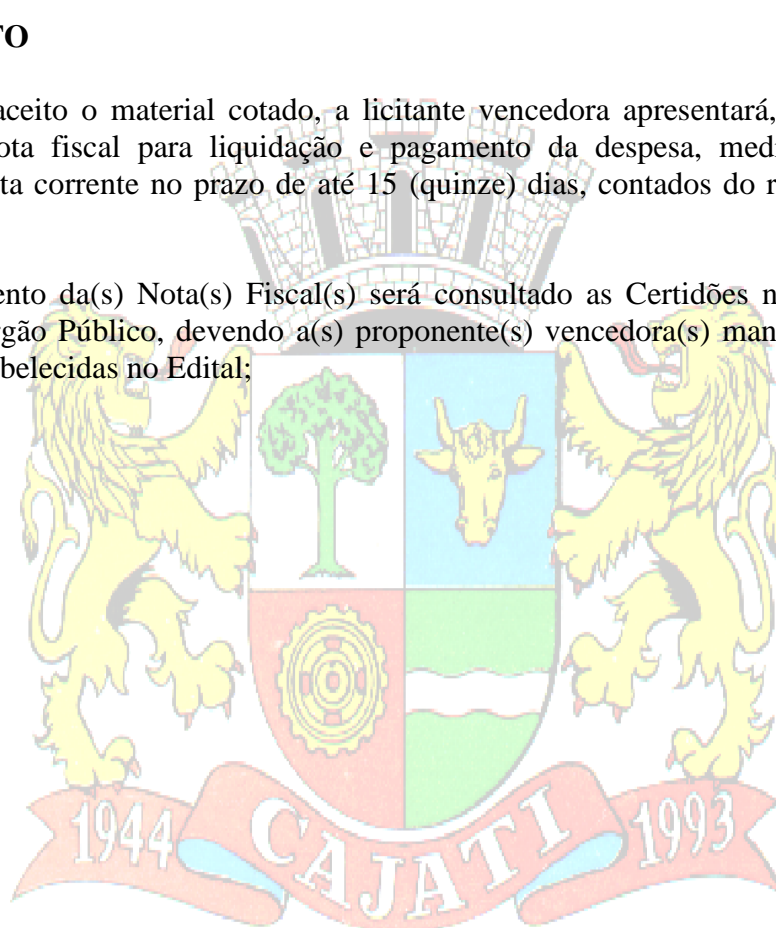 TO
aceito o material cotado, a licitante vencedora apresentará,
ota fiscal para liquidação e pagamento da despesa, medi
ta corrente no prazo de até 15 (quinze) dias, contados do r
ento da(s) Nota(s) Fiscal(s) será consultado as Certidões n
rgão Público, devendo a(s) proponente(s) vencedora(s) man
belecidas no Edital;
1944 CAJATI 1993